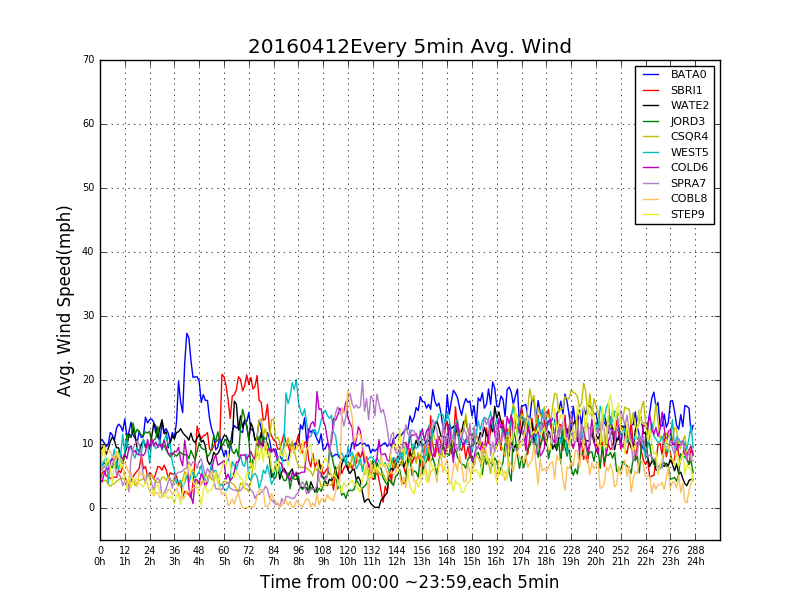 20160412Every 5min Avg. Wind
70
60
50
40
30
20
10
0
Avg. Wind Speed(mph)
BATA0
SBRI1
WATE2
JORD3
CSQR4
WEST5
COLD6
SPRA7
COBL8
STEP9
0 12 24 36 48 60 72 84 96 108 120 132 144 156 168 180 192 204 216 228 240 252 264 276 288
0h 1h 2h 3h 4h 5h 6h 7h 8h 9h 10h 11h 12h 13h 14h 15h 16h 17h 18h 19h 20h 21h 22h 23h 24h
Time from 00:00 ~23:59,each 5min